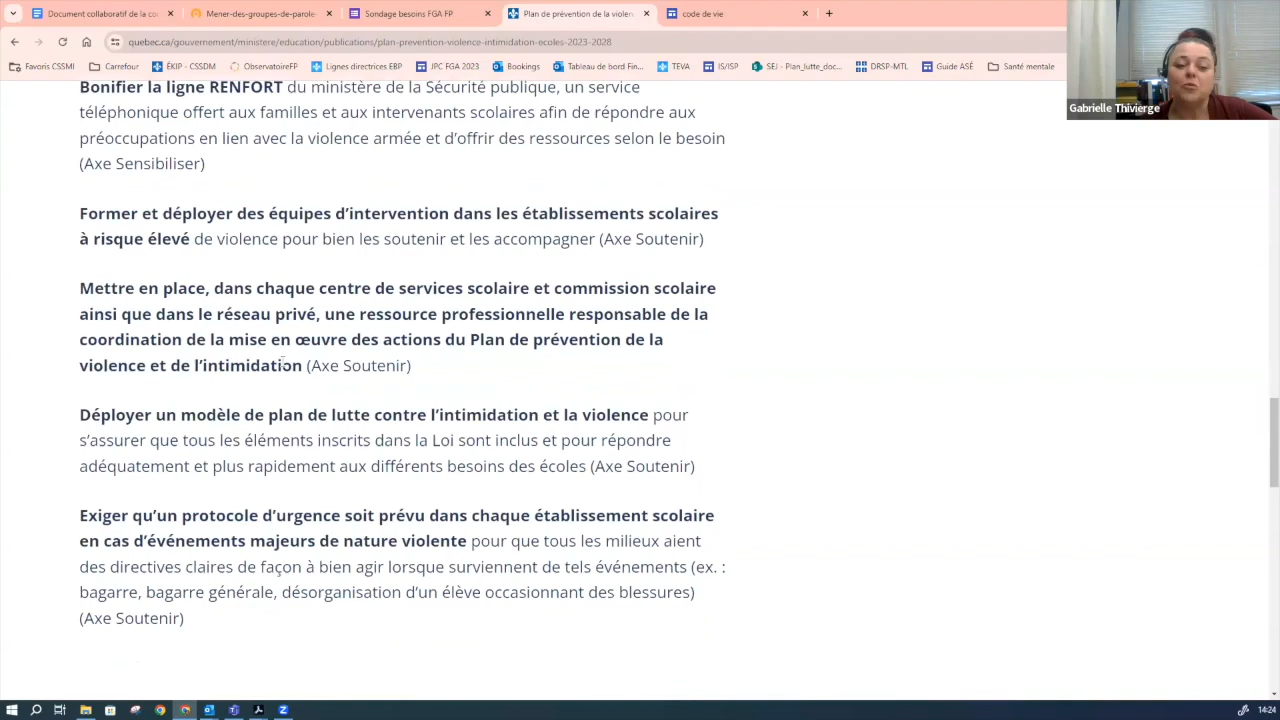 Document collaboratif de la co
Mener-des-groupes-de-parole-
Sondage besoins FGA FP
Plan de prévention de la violen
code de vie
quebec.ca/gouvernement/ministere/education/publications/plan-prevention-violence-intimidation-ecoles-2023-2028
Favoris CSSMI
Carrefour
ÉKIP - CSSDM
ObservatoireFP
Lignes directrices EBP
JPS FGA 2023
Bookings
Tableau de bord Fin...
TEVA
IS/ISP
SEJ - Plan_lutte_doc...
DRSP-MTL
Guide ASÉ
Santé mentale
Gabrielle Thivierge
Bonifier la ligne RENFORT du ministère de la Sécurité publique, un service
téléphonique offert aux familles et aux intervenants scolaires afin de répondre aux
préoccupations en lien avec la violence armée et d’offrir des ressources selon le besoin
(Axe Sensibiliser)
Former et déployer des équipes d’intervention dans les établissements scolaires
à risque élevé de violence pour bien les soutenir et les accompagner (Axe Soutenir)
Mettre en place, dans chaque centre de services scolaire et commission scolaire
ainsi que dans le réseau privé, une ressource professionnelle responsable de la
coordination de la mise en œuvre des actions du Plan de prévention de la
violence et de l’intimidation (Axe Soutenir)
Déployer un modèle de plan de lutte contre l’intimidation et la violence pour
s’assurer que tous les éléments inscrits dans la Loi sont inclus et pour répondre
adéquatement et plus rapidement aux différents besoins des écoles (Axe Soutenir)
Exiger qu’un protocole d’urgence soit prévu dans chaque établissement scolaire
en cas d’événements majeurs de nature violente pour que tous les milieux aient
des directives claires de façon à bien agir lorsque surviennent de tels événements (ex. :
bagarre, bagarre générale, désorganisation d’un élève occasionnant des blessures)
(Axe Soutenir)
14:24